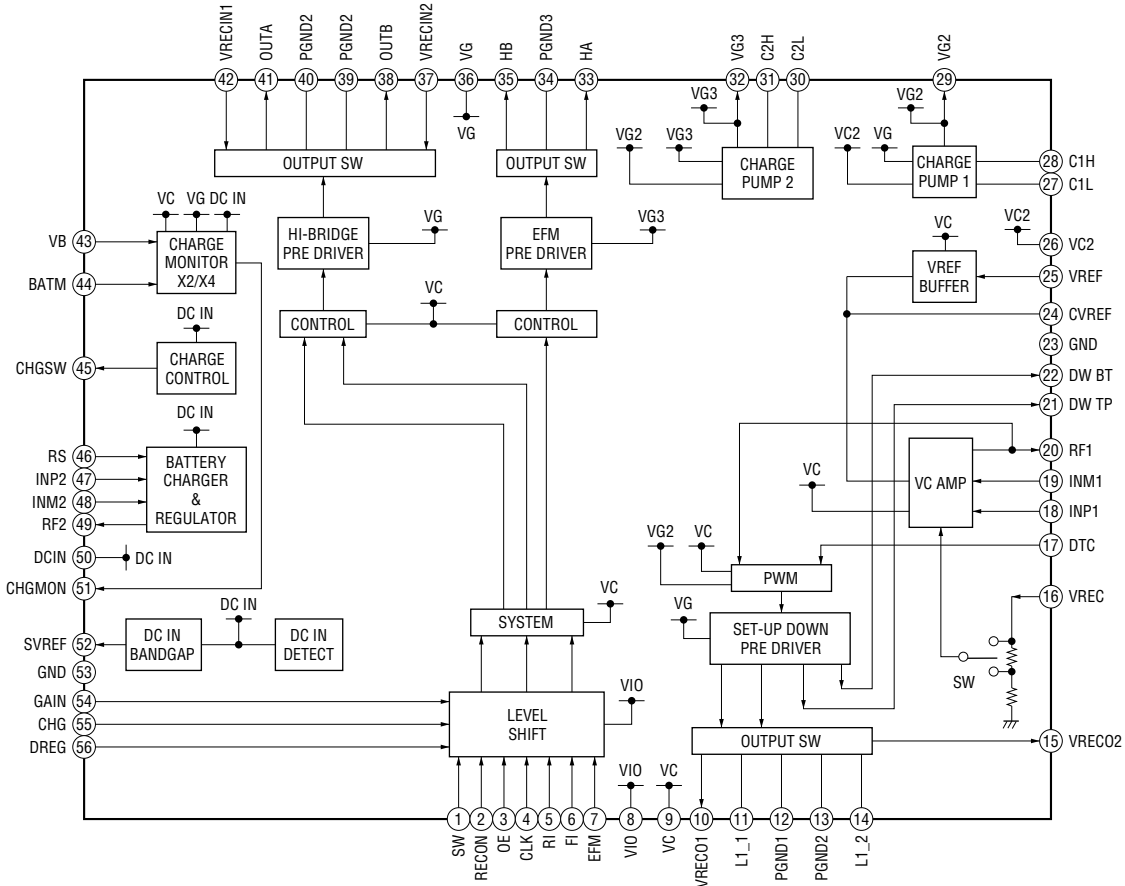 VRECIN1
OUTA
PGND2
PGND2
OUTB
VRECIN2
VG
HB
PGND3
HA
VG3
C2H
C2L
VG2
42
41
40
39
38
37
36
35
34
33
32
31
30
29
VG
VG3
VG2
VG2
VG3
VC2
VG
OUTPUT SW
OUTPUT SW
CHARGE
PUMP 2
CHARGE
PUMP 1
28
C1H
27
C1L
VC
VG
DC IN
VB
43
CHARGE
MONITOR
X2/X4
BATM
44
HI-BRIDGE
PRE DRIVER
VG
EFM
PRE DRIVER
VG3
VC
VC2
26
VC2
VREF
BUFFER
25
VREF
VC
DC IN
CONTROL
CONTROL
24
CVREF
23
GND
CHGSW
45
CHARGE
CONTROL
22
DW BT
21
DW TP
DC IN
RS
46
INP2
47
INM2
48
RF2
49
BATTERY
CHARGER
&
REGULATOR
VC
VC AMP
20
RF1
19
INM1
18
INP1
DCIN
50
DC IN
VG2
VC
17
DTC
CHGMON
51
PWM
16
VREC
DC IN
SYSTEM
VC
VG
SVREF
52
DC IN
BANDGAP
DC IN
DETECT
SET-UP DOWN
PRE DRIVER
GND
53
SW
GAIN
54
CHG
55
DREG
56
LEVEL
SHIFT
VIO
OUTPUT SW
15
VRECO2
VIO
VC
1
2
3
4
5
6
7
8
9
10
11
12
13
14
SW
RECON
OE
CLK
RI
FI
EFM
VIO
VC
VRECO1
L1_1
PGND1
PGND2
L1_2